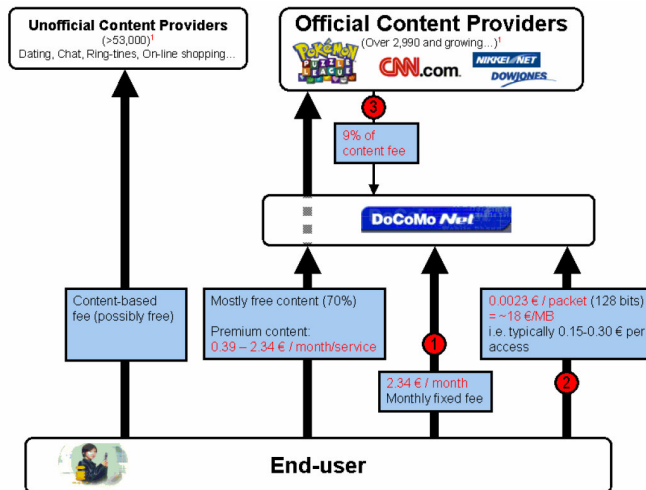 Unofficial Content Providers
(>53,000)1
Dating, Chat, Ring-tines, On-line shopping...
Official Content Providers
(Over 2,990 and growing...)1
Pokémon
PUZZLE
LEAGUE
CNN.com.
NIKKEI NET
DOWJONES
3
9% of
content fee
DoCoMo Net
Content-based
fee (possibly free)
Mostly free content (70%)
Premium content:
0.39 – 2.34 € / month/service
1
2.34 € / month
Monthly fixed fee
0.0023 € / packet (128 bits)
= ~18 €/MB
i.e. typically 0.15-0.30 € per
access
2
End-user